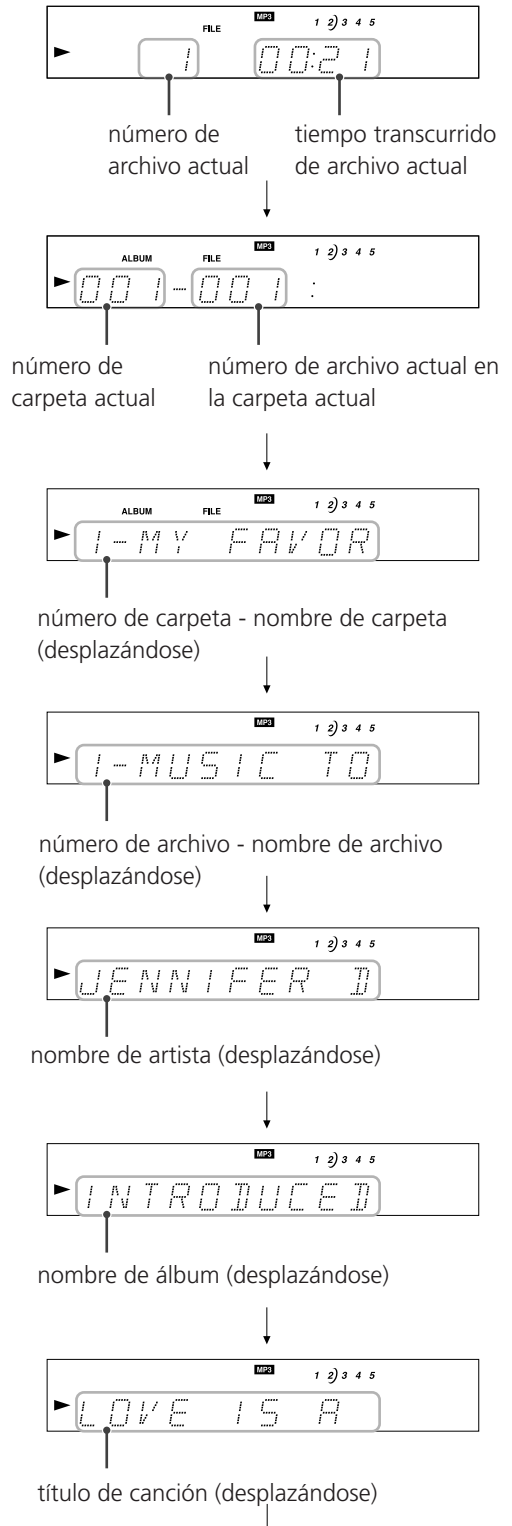 FILE MP3 1 2) 3 4 5
1 00:21
número de
archivo actual
tiempo transcurrido
de archivo actual
ALBUM FILE MP3 1 2) 3 4 5
001-001 :
número de
carpeta actual
número de archivo actual en
la carpeta actual
ALBUM FILE MP3 1 2) 3 4 5
1-MY FAVOR
número de carpeta - nombre de carpeta
(desplazándose)
MP3 1 2) 3 4 5
1-MUSIC TO
número de archivo - nombre de archivo
(desplazándose)
MP3 1 2) 3 4 5
JENNIFER D
nombre de artista (desplazándose)
MP3 1 2) 3 4 5
INTRODUCED
nombre de álbum (desplazándose)
MP3 1 2) 3 4 5
LOVE IS A
título de canción (desplazándose)